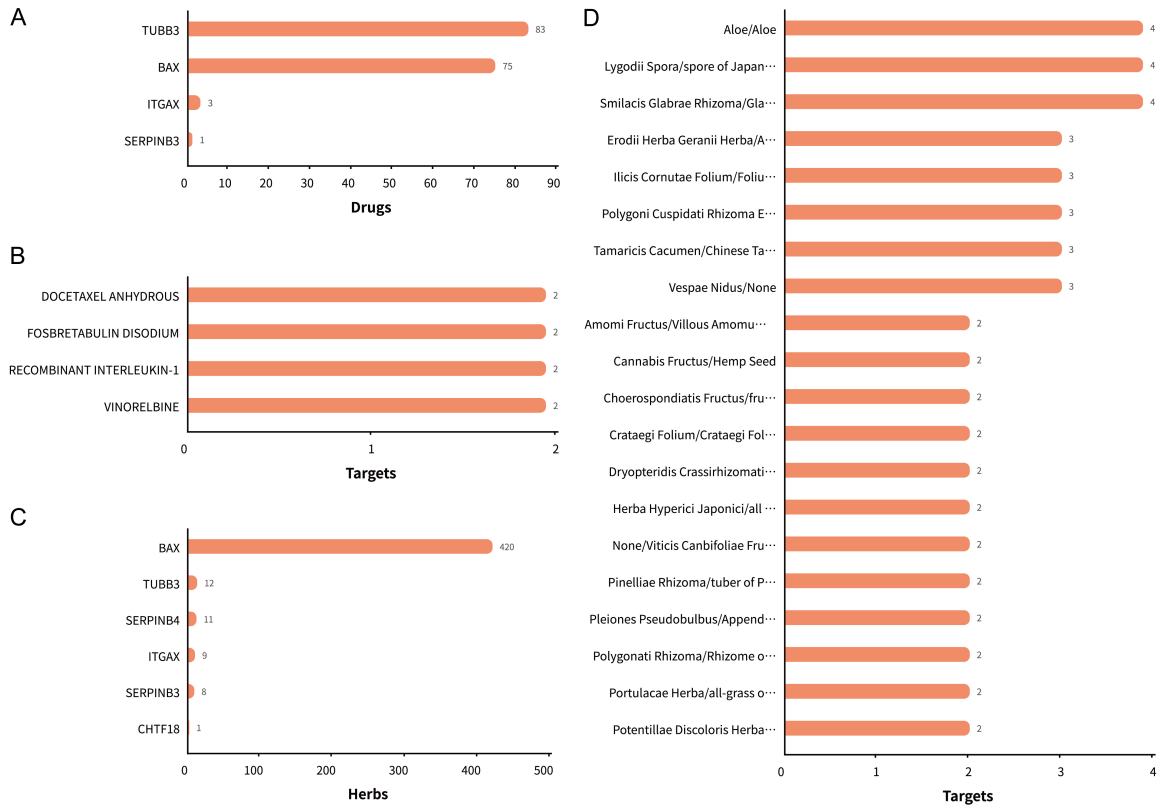 A
TUBB3 83
BAX 75
ITGAX 3
SERPINB3 1
0 10 20 30 40 50 60 70 80 90
Drugs
B
DOCETAXEL ANHYDROUS 2
FOSBRETABULIN DISODIUM 2
RECOMBINANT INTERLEUKIN-1 2
VINORELBINE 2
0 1 2
Targets
C
BAX 420
TUBB3 12
SERPINB4 11
ITGAX 9
SERPINB3 8
CHTF18 1
0 100 200 300 400 500
Herbs
D
Aloe/Aloe 4
Lygodii Spora/spore of Japan··· 4
Smilacis Glabrae Rhizoma/Gla··· 4
Erodii Herba Geranii Herba/A··· 3
Ilicis Cornutae Folium/Foliu··· 3
Polygoni Cuspidati Rhizoma E··· 3
Tamaricis Cacumen/Chinese Ta··· 3
Vespae Nidus/None 3
Amomi Fructus/Villous Amomu··· 2
Cannabis Fructus/Hemp Seed 2
Choerospondiatis Fructus/fru··· 2
Crataegi Folium/Crataegi Fol··· 2
Dryopteridis Crassirhizomati··· 2
Herba Hyperici Japonici/all ··· 2
None/Viticis Canbifoliae Fru··· 2
Pinelliae Rhizoma/tuber of P··· 2
Pleiones Pseudobulbus/Append··· 2
Polygonati Rhizoma/Rhizome o··· 2
Portulacae Herba/all-grass o··· 2
Potentillae Discoloris Herba··· 2
0 1 2 3 4
Targets